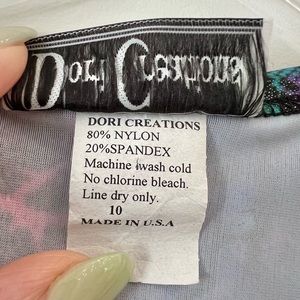 Dori Creations
DORI CREATIONS
80% NYLON
20%SPANDEX
Machine wash cold
No chlorine bleach.
Line dry only.
10
MADE IN U.S.A